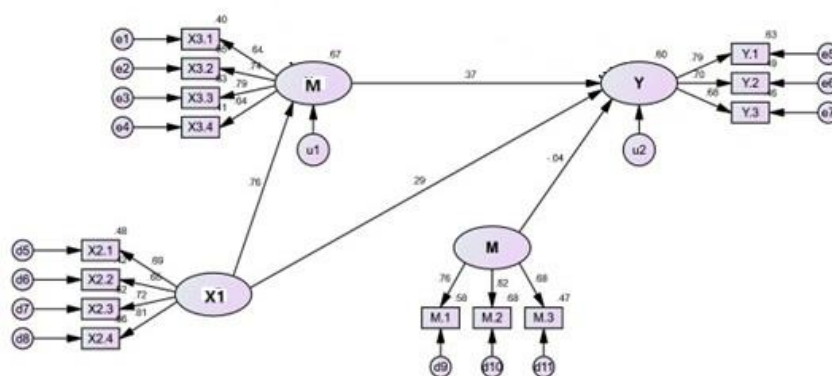 .40
e1 X3.1 .64 .67
e2 X3.2 .74
e3 X3.3 .79 M
e4 X3.4 .64
u1
.37
.60
Y
.79 Y.1 .63 e5
.70 Y.2 e6
.68 Y.3 e7
u2
.76
.29
-.04
.48
d5 X2.1 .69
d6 X2.2
d7 X2.3 .72
d8 X2.4 .81
X1
M
.76 .82 .68
M.1 .58 M.2 .68 M.3 .47
d9 d10 d11